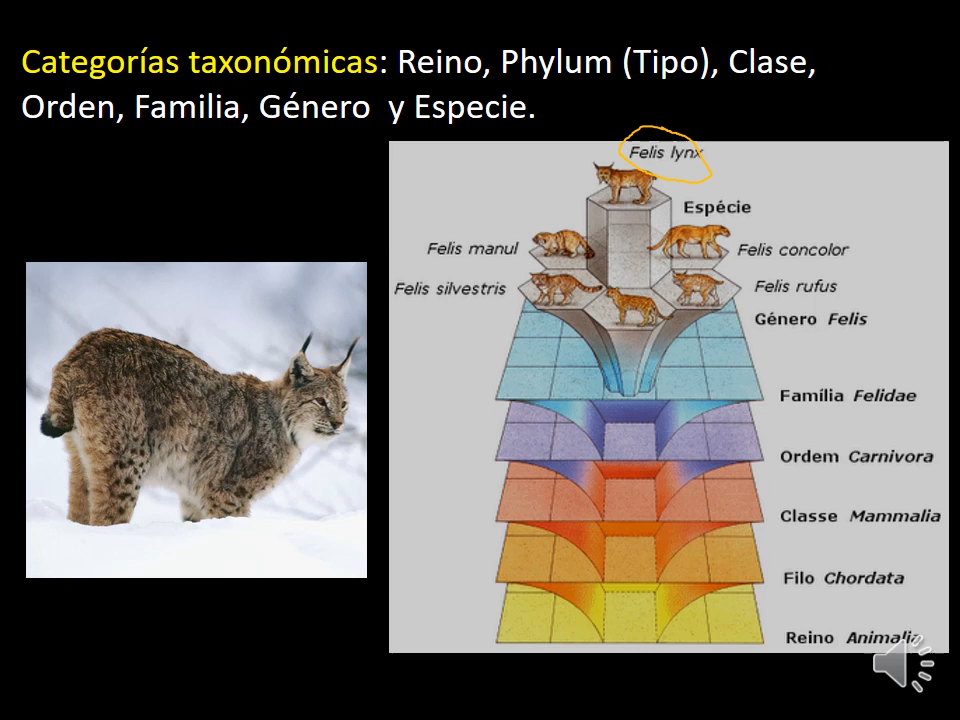 Categorías taxonómicas: Reino, Phylum (Tipo), Clase,
Orden, Familia, Género y Especie.
Felis lynx
Espécie
Felis manul
Felis concolor
Felis silvestris
Felis rufus
Género Felis
Família Felidae
Ordem Carnivora
Classe Mammalia
Filo Chordata
Reino Animalia